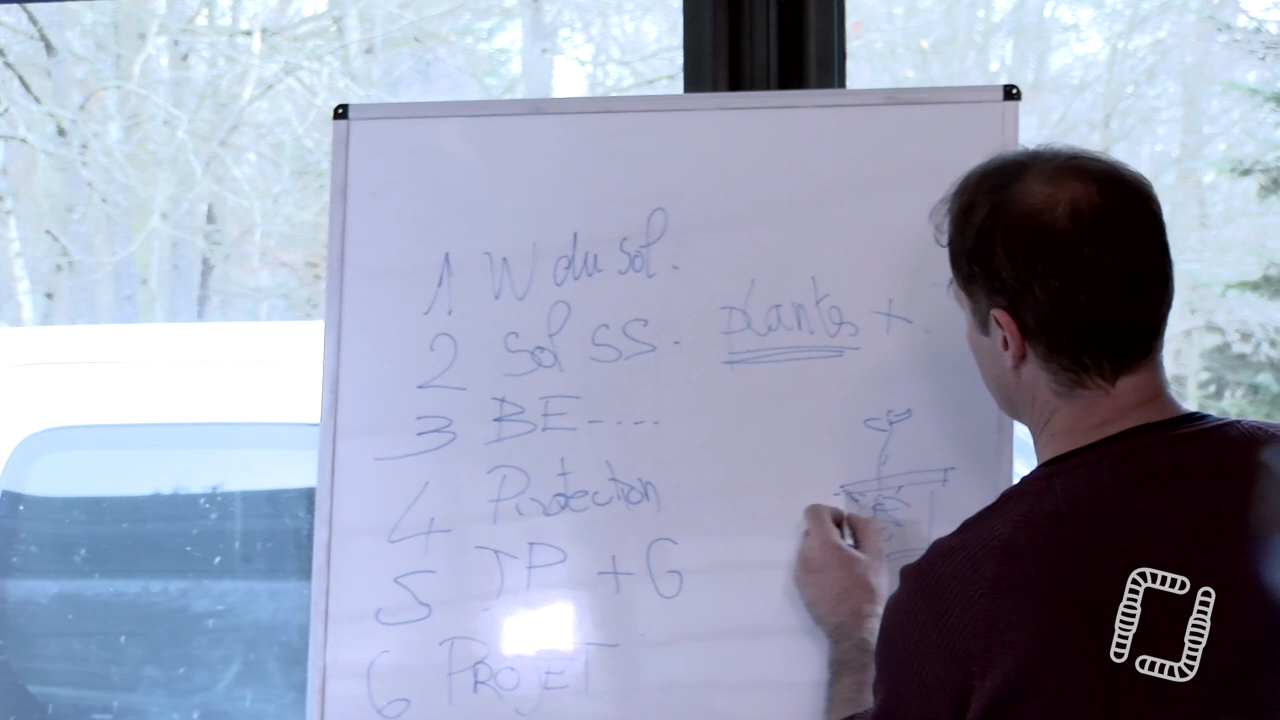 1 W du sol.
2 Sol SS. plantes +
3 BE----
4 Protection
5 JP + G
6 PROJET